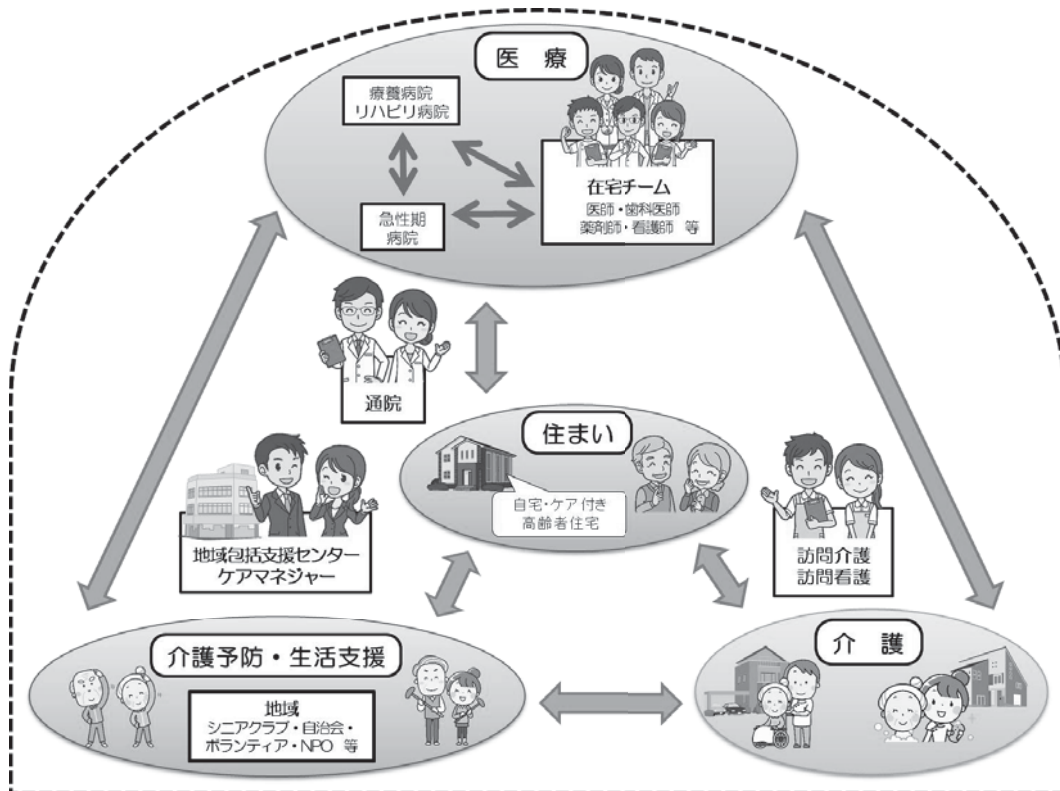 医 療
療養病院
リハビリ病院
急性期
病院
在宅チーム
医師・歯科医師
薬剤師・看護師 等
通院
住まい
自宅・ケア付き
高齢者住宅
地域包括支援センター
ケアマネジャー
訪問介護
訪問看護
介護予防・生活支援
地域
シニアクラブ・自治会・
ボランティア・NPO 等
介 護